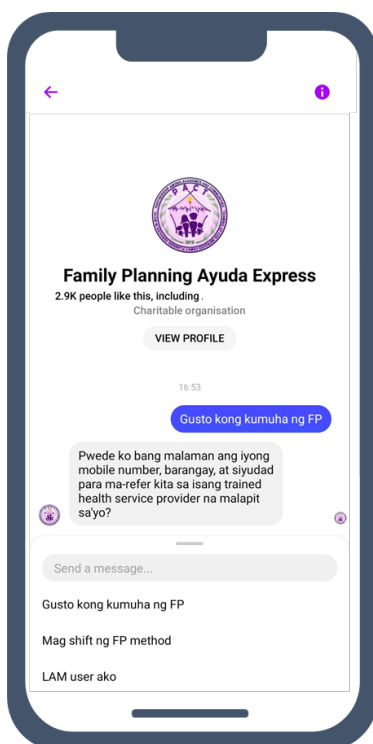 PACT
Family Planning Ayuda Express
2.9K people like this, including .
Charitable organisation
VIEW PROFILE
16:53
Gusto kong kumuha ng FP
Pwede ko bang malaman ang iyong
mobile number, barangay, at siyudad
para ma-refer kita sa isang trained
health service provider na malapit
sa'yo?
Send a message...
Gusto kong kumuha ng FP
Mag shift ng FP method
LAM user ako